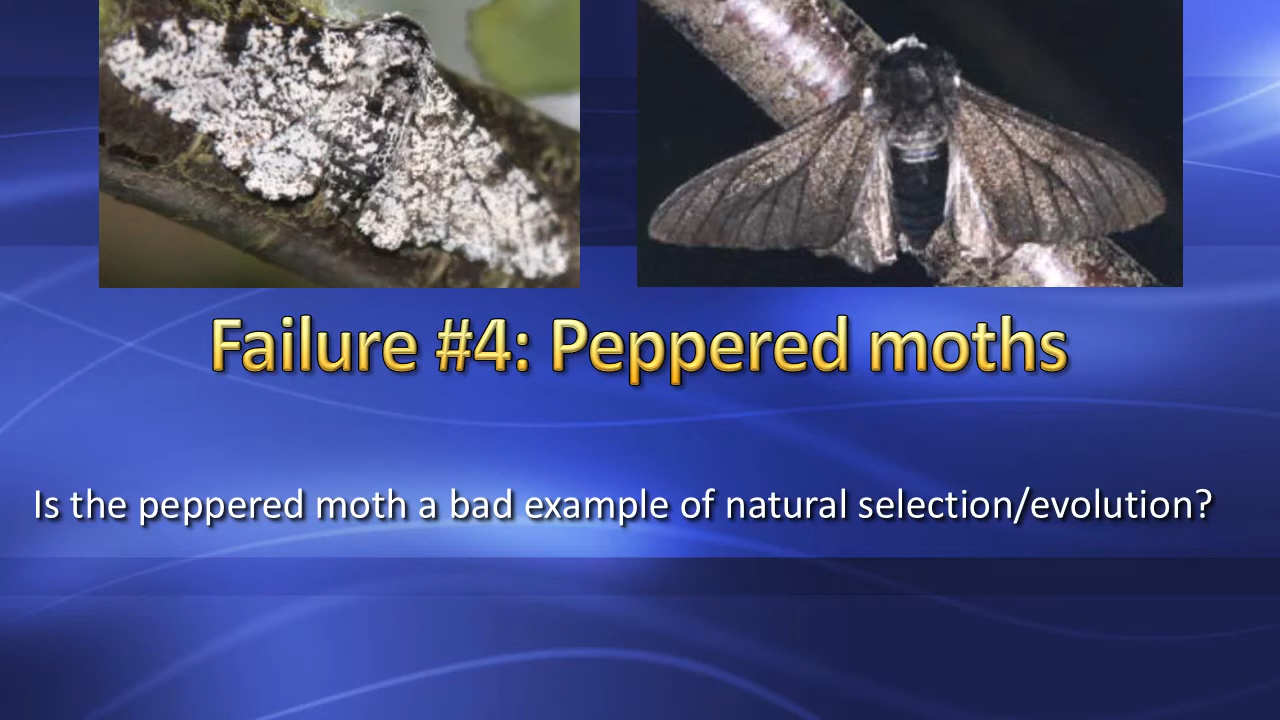 Failure #4: Peppered moths
Is the peppered moth a bad example of natural selection/evolution?